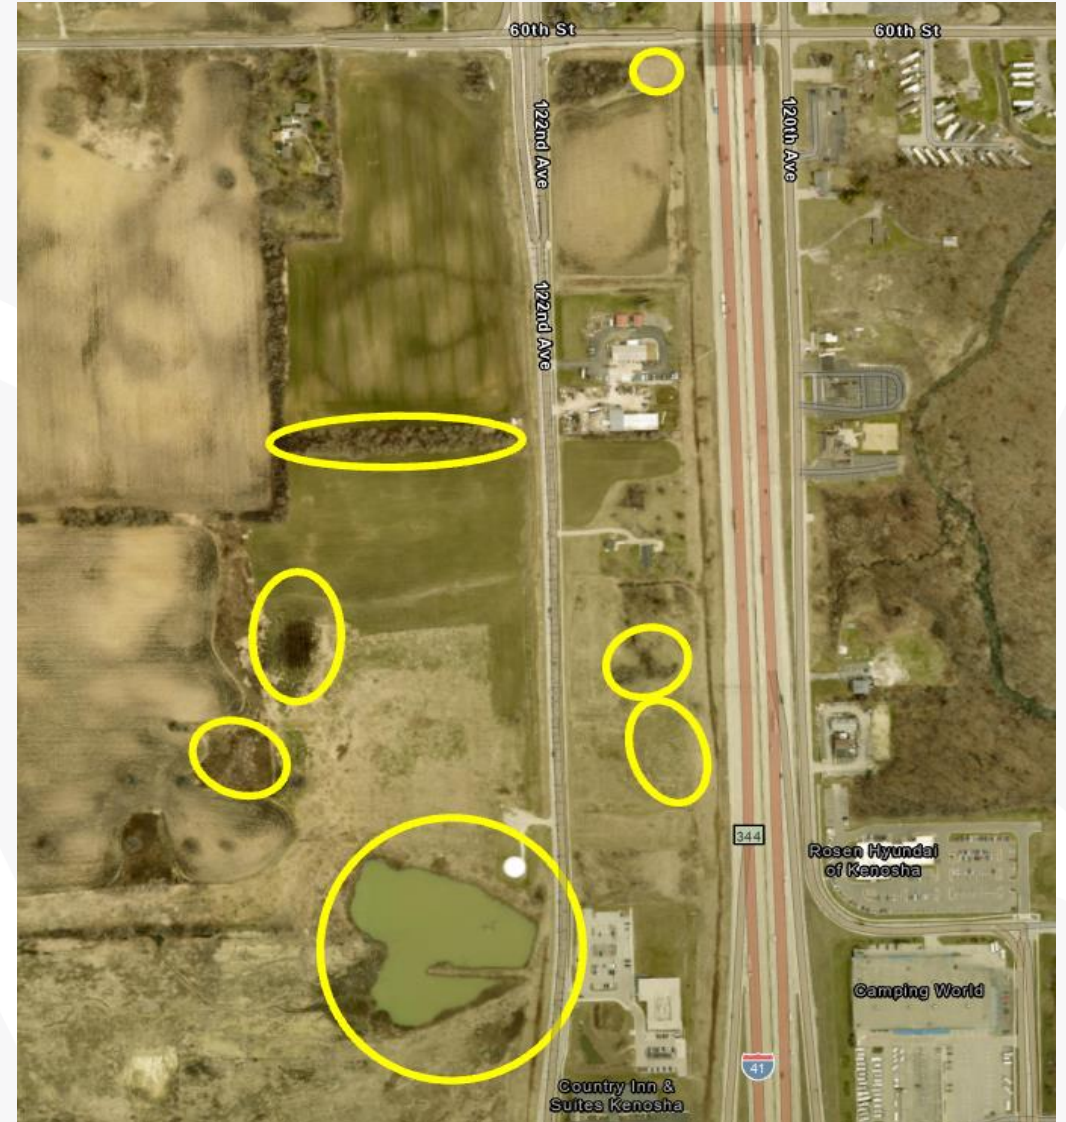 60th St
60th St
122nd Ave
120th Ave
122nd Ave
344
Rosen Hyundai
of Kenosha
Camping World
41
Country Inn &
Suites Kenosha